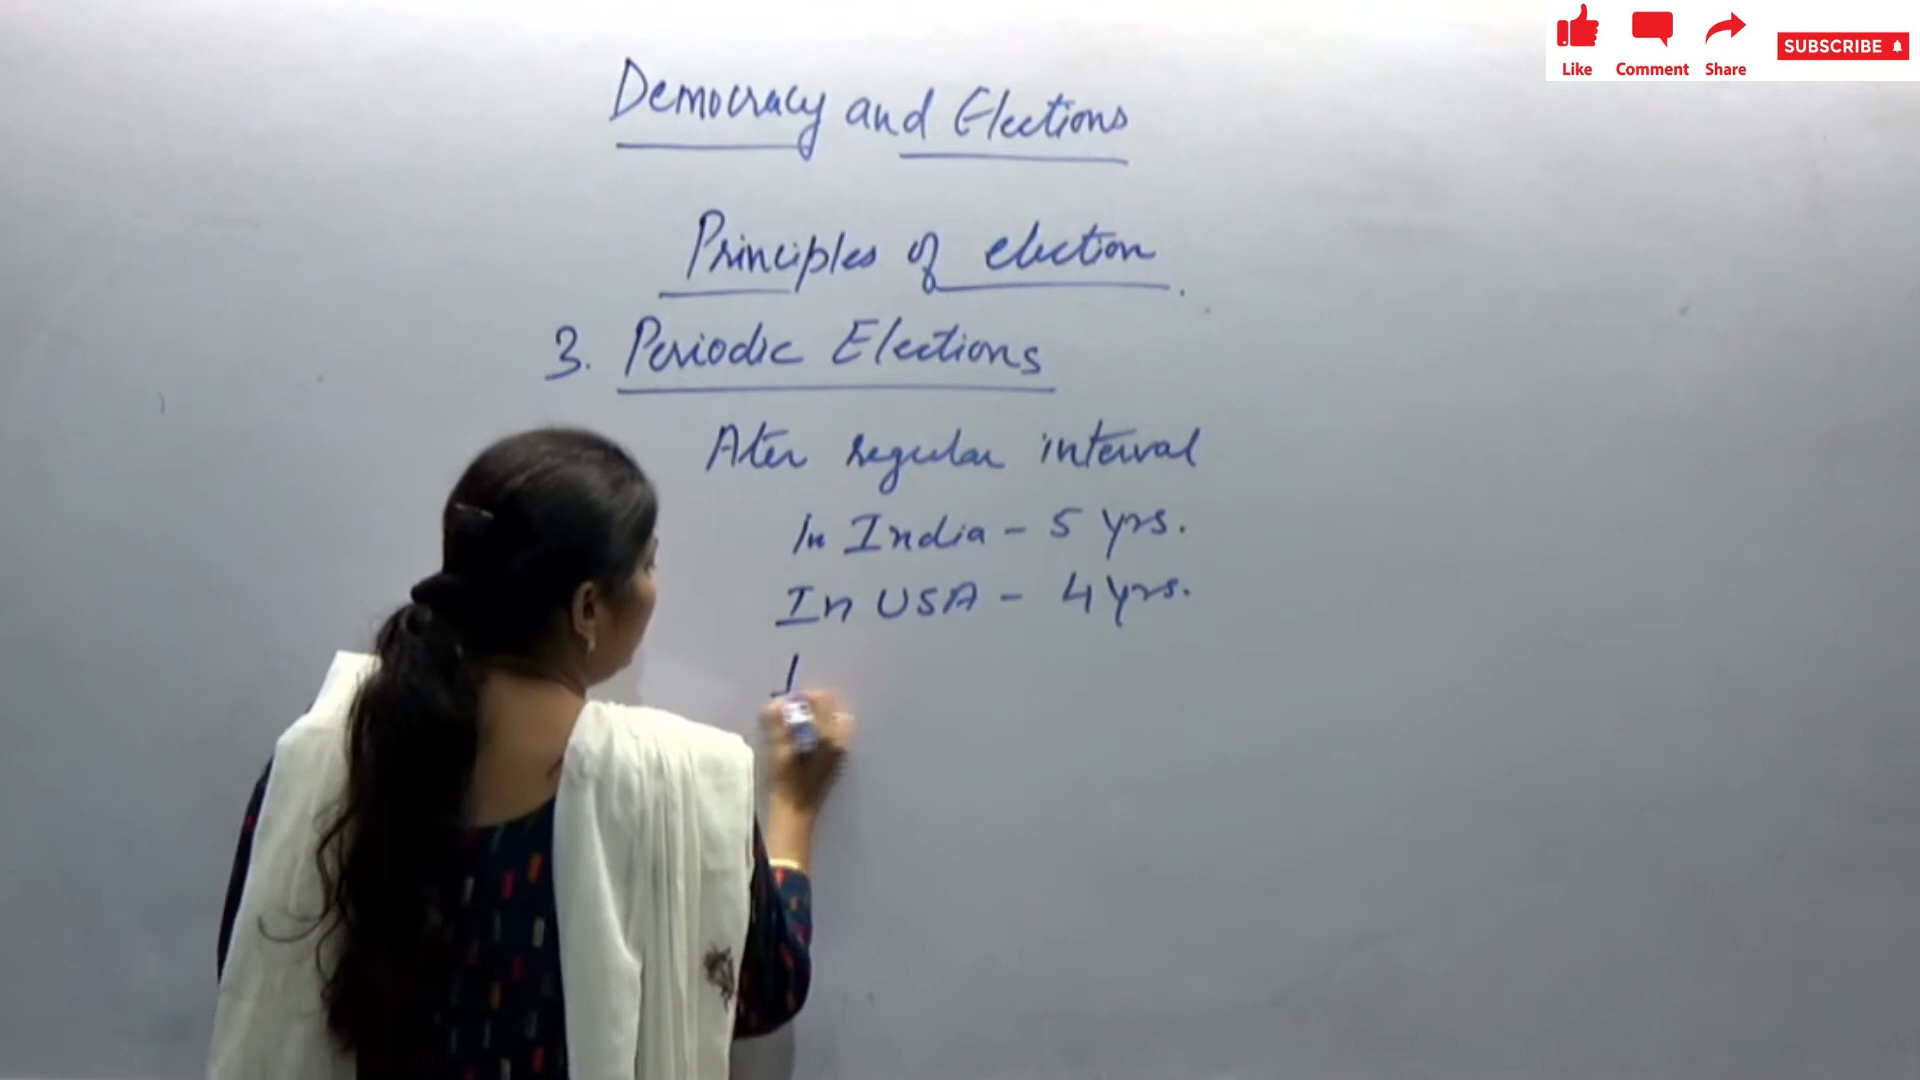 Democracy and Elections
Principles of election.
3. Periodic Elections
Ater regular interval
In India - 5 yrs.
In USA - 4 yrs.
I
Like Comment Share SUBSCRIBE